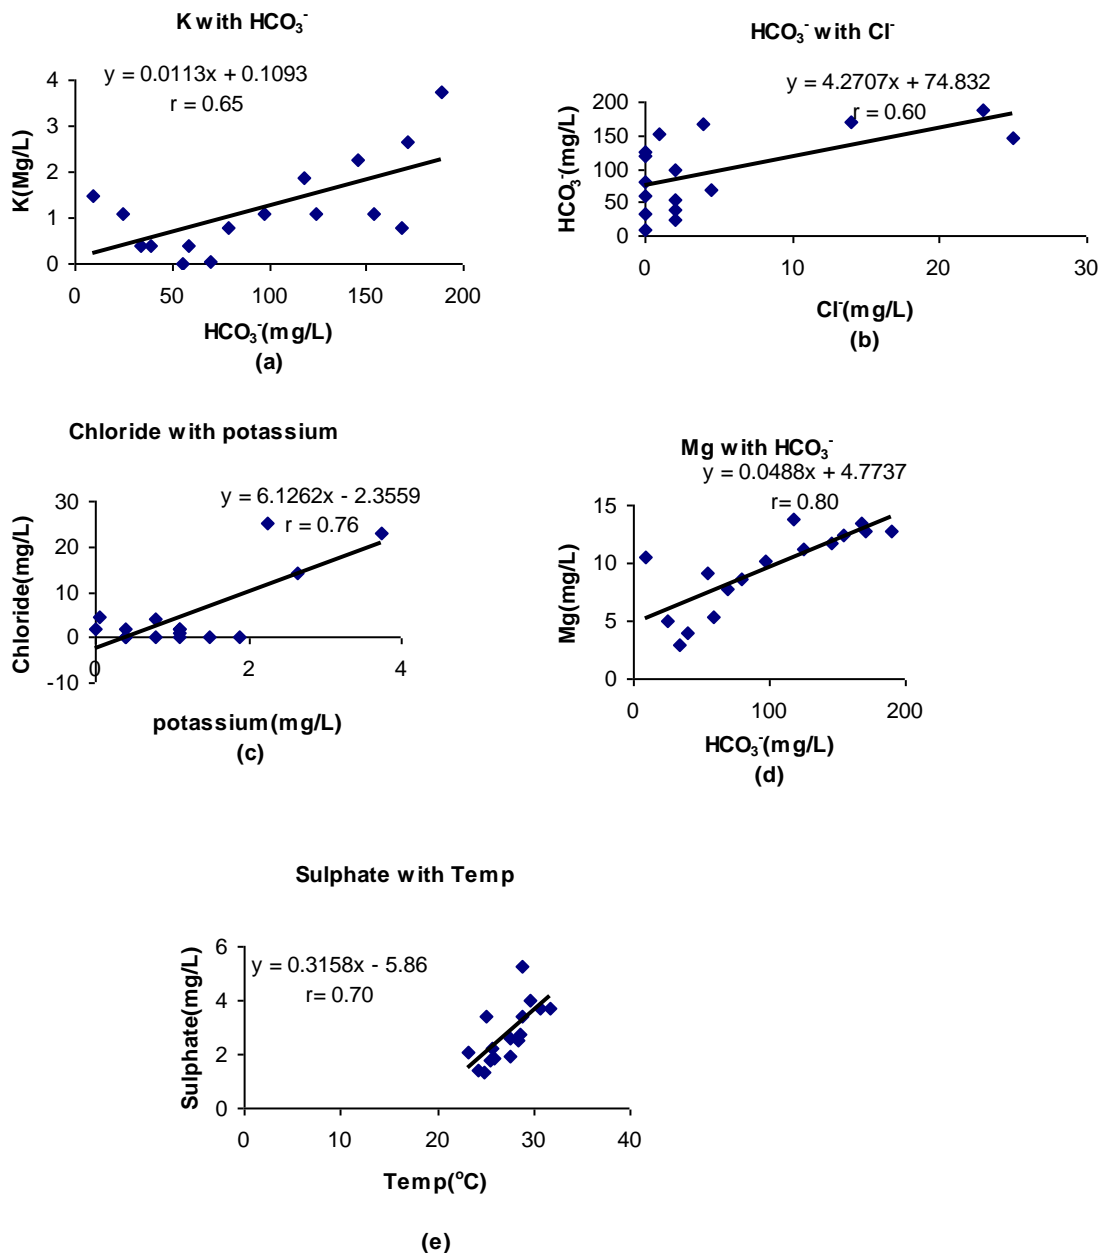 K with HCO₃⁻
y = 0.0113x + 0.1093
r = 0.65
4
3
2
1
0
K(Mg/L)
0 50 100 150 200
HCO₃⁻(mg/L)
(a)
HCO₃⁻ with Cl⁻
y = 4.2707x + 74.832
r = 0.60
200
150
100
50
0
HCO₃⁻(mg/L)
0 10 20 30
Cl⁻(mg/L)
(b)
Chloride with potassium
y = 6.1262x - 2.3559
r = 0.76
30
20
10
0
-10
Chloride(mg/L)
0 2 4
potassium(mg/L)
(c)
Mg with HCO₃⁻
y = 0.0488x + 4.7737
r= 0.80
15
10
5
0
Mg(mg/L)
0 100 200
HCO₃⁻(mg/L)
(d)
Sulphate with Temp
y = 0.3158x - 5.86
r= 0.70
6
4
2
0
Sulphate(mg/L)
0 10 20 30 40
Temp(°C)
(e)